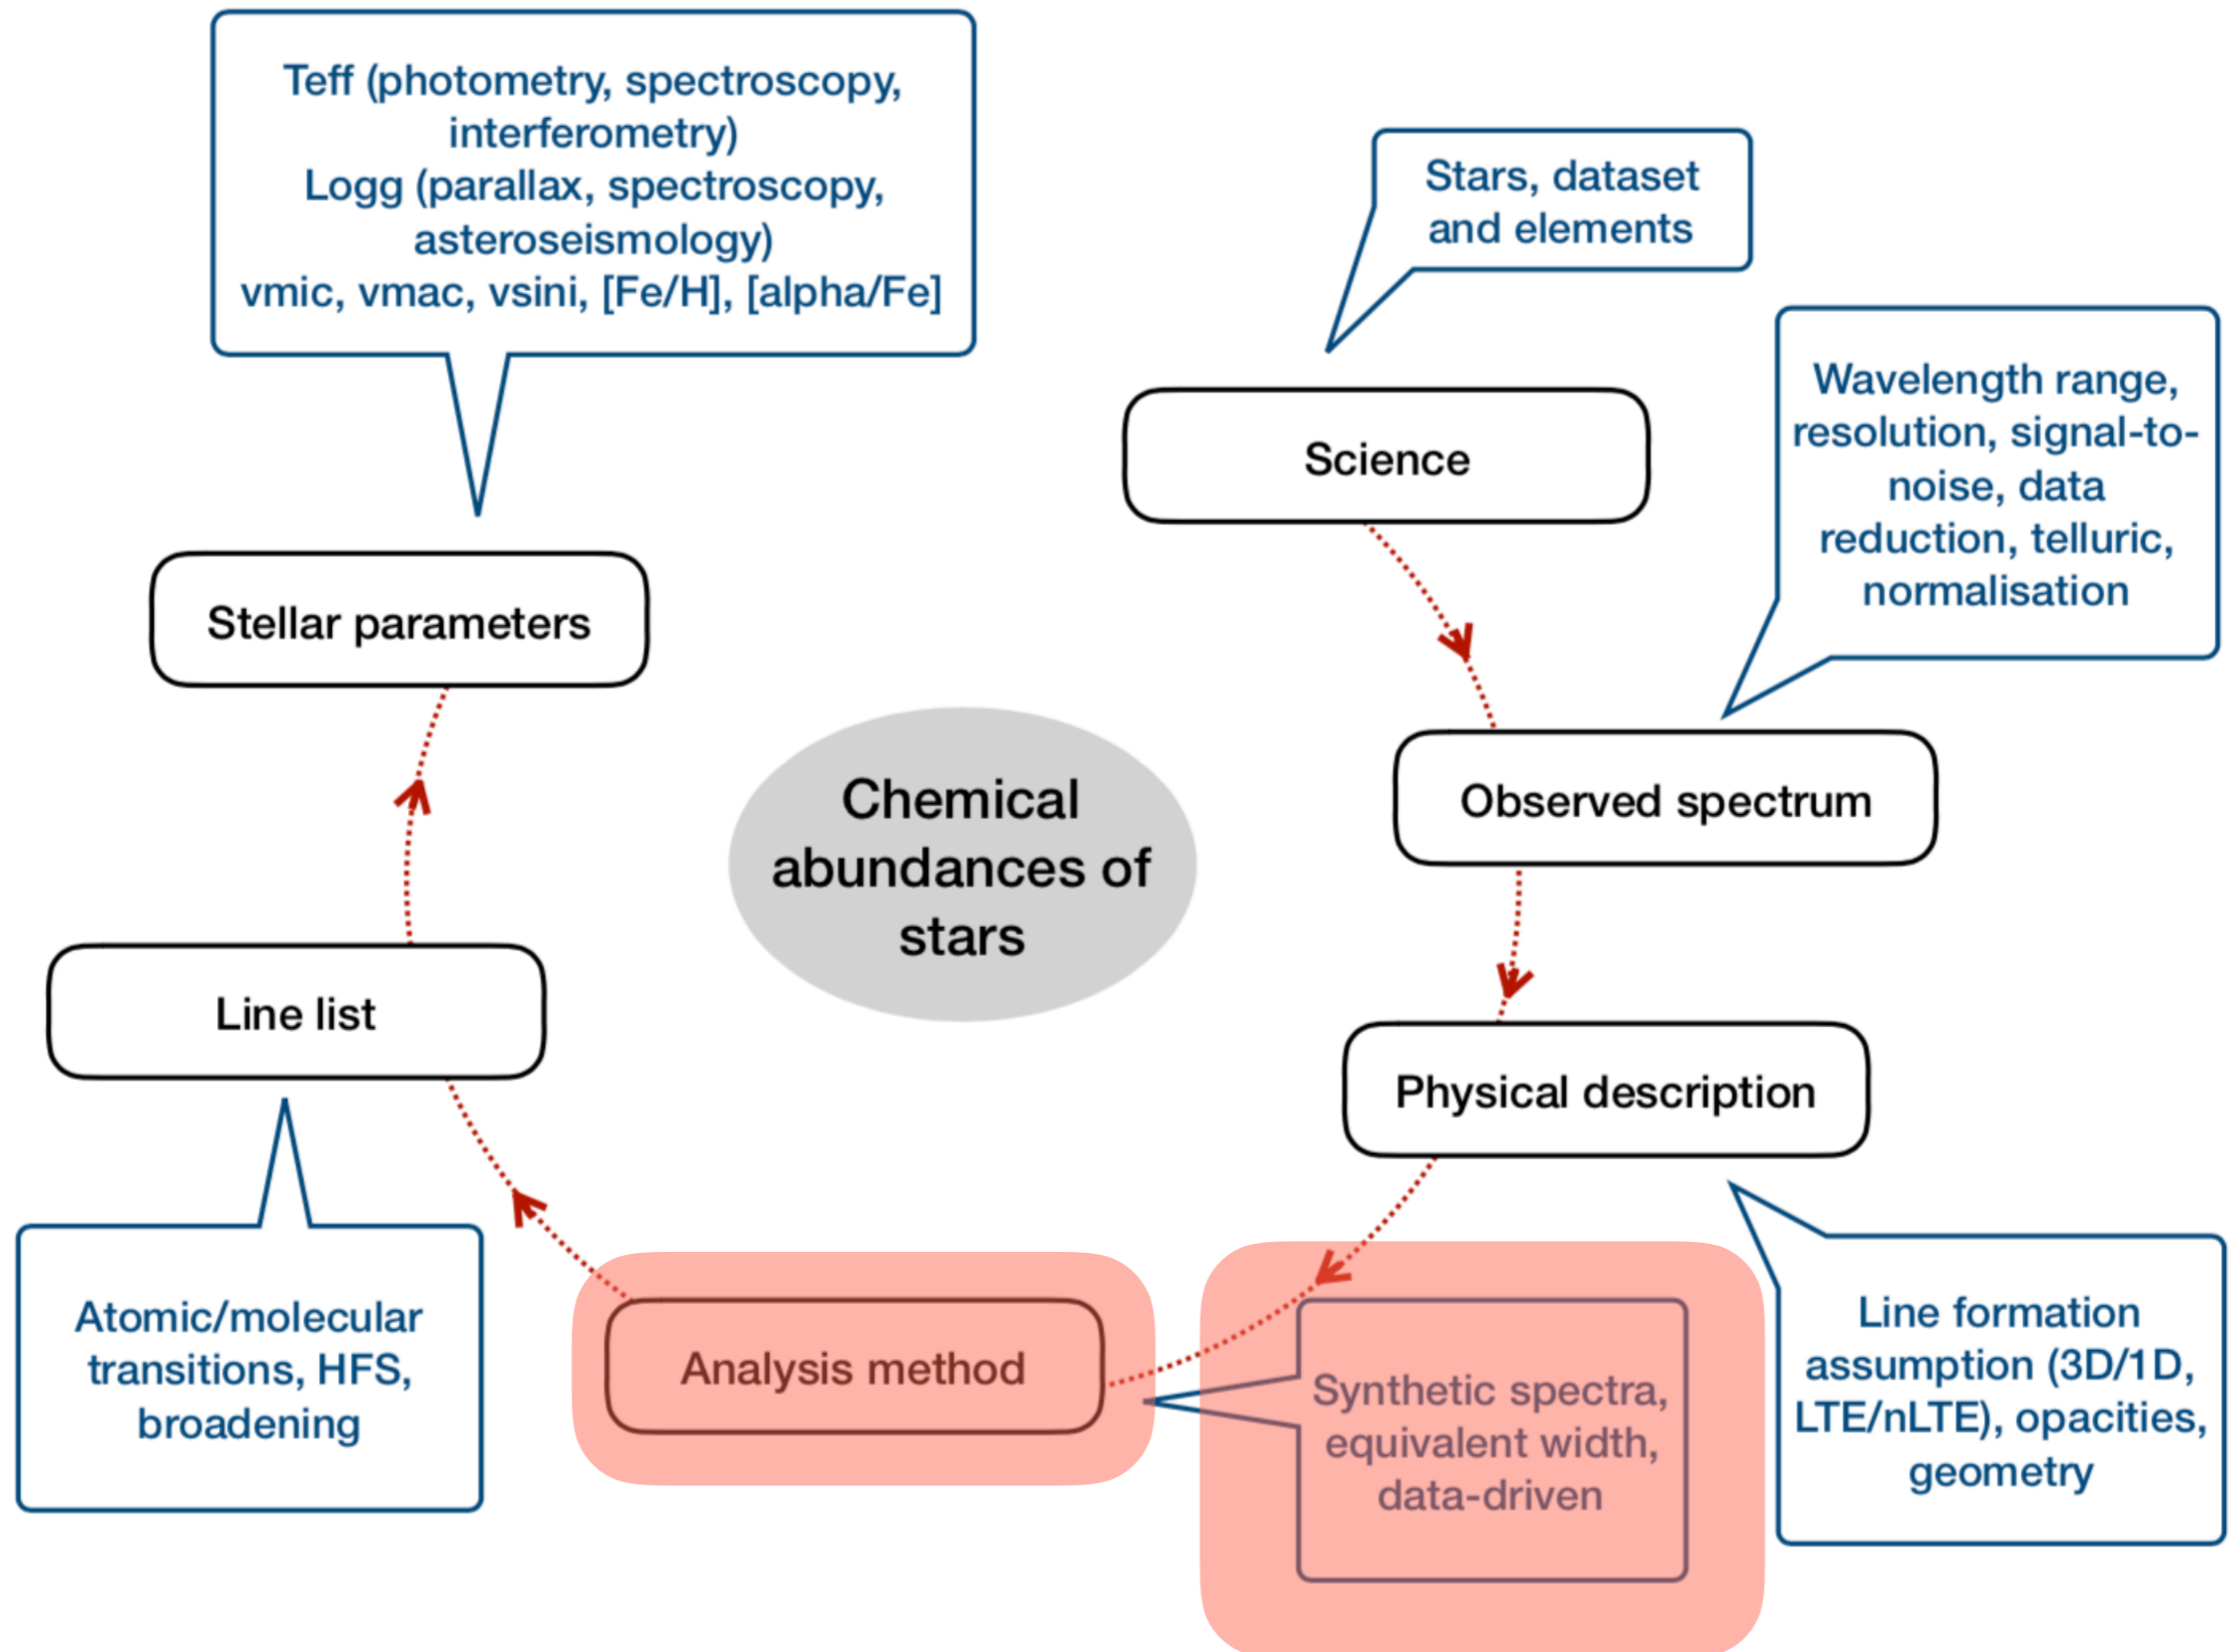 Teff (photometry, spectroscopy,
interferometry)
Logg (parallax, spectroscopy,
asteroseismology)
vmic, vmac, vsini, [Fe/H], [alpha/Fe]
Stars, dataset
and elements
Wavelength range,
resolution, signal-to-
noise, data
reduction, telluric,
normalisation
Science
Stellar parameters
Observed spectrum
Chemical
abundances of
stars
Line list
Physical description
Atomic/molecular
transitions, HFS,
broadening
Analysis method
Synthetic spectra,
equivalent width,
data-driven
Line formation
assumption (3D/1D,
LTE/nLTE), opacities,
geometry